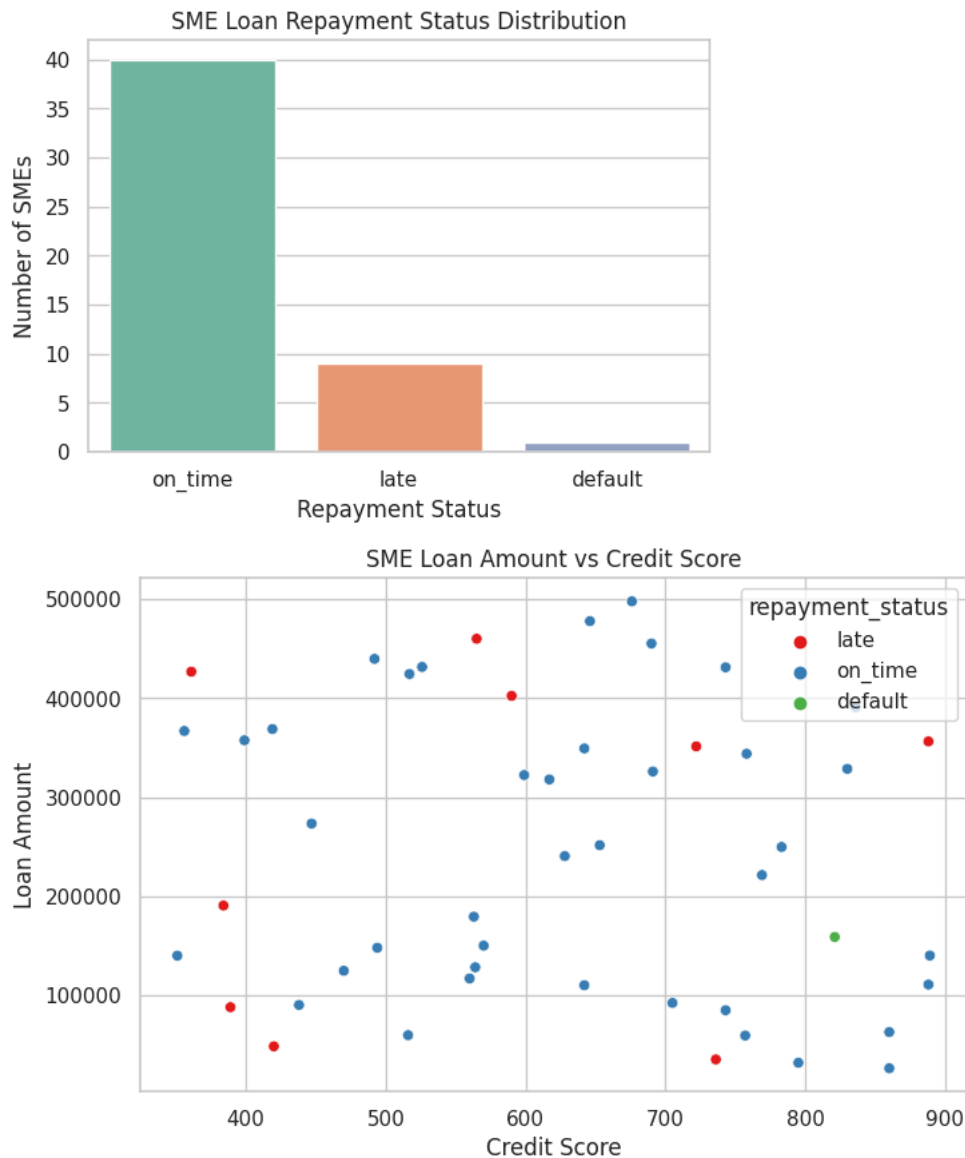 SME Loan Repayment Status Distribution
40
35
30
25
20
15
10
5
0
Number of SMEs
on_time late default
Repayment Status
SME Loan Amount vs Credit Score
500000
400000
300000
200000
100000
Loan Amount
repayment_status
late
on_time
default
400 500 600 700 800 900
Credit Score